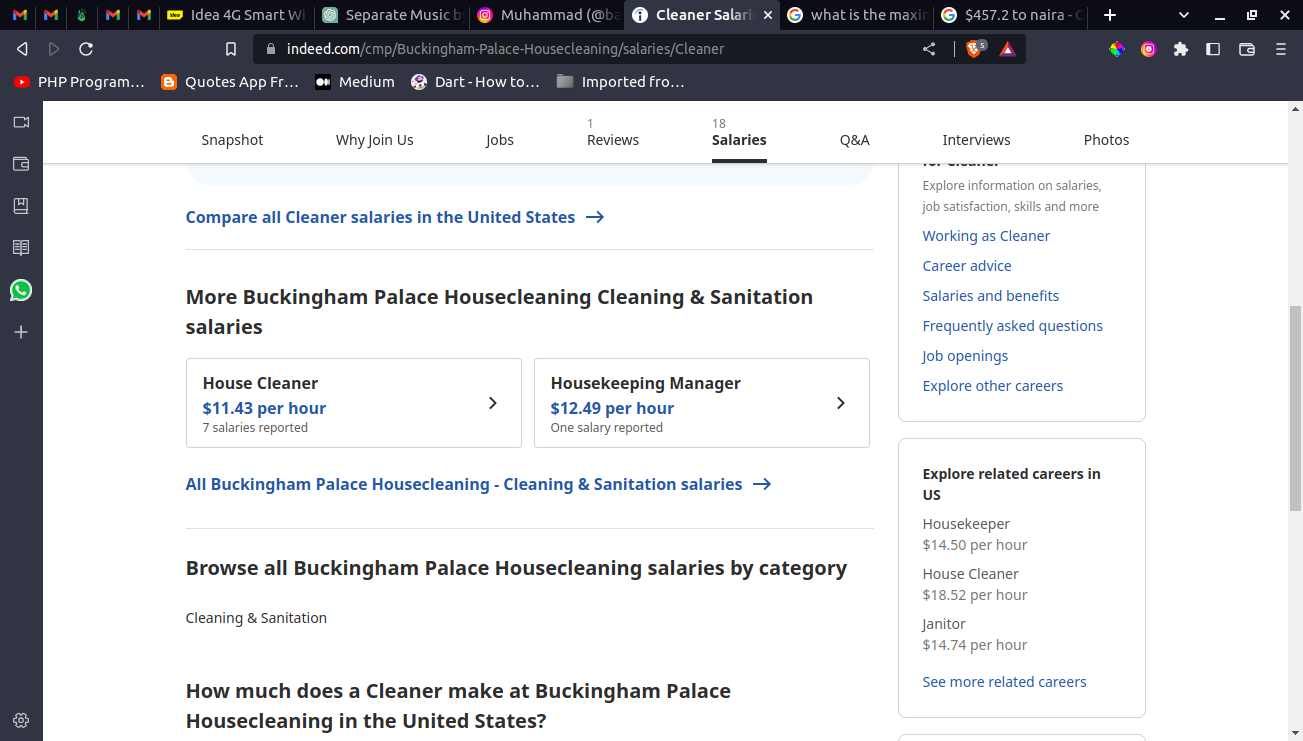 Idea 4G Smart Wi
Separate Music b
Muhammad (@ba
Cleaner Salari
what is the maxim
$457.2 to naira - G
indeed.com/cmp/Buckingham-Palace-Housecleaning/salaries/Cleaner
5
PHP Program...
Quotes App Fr...
Medium
Dart - How to...
Imported fro...
Snapshot
Why Join Us
Jobs
1
Reviews
18
Salaries
Q&A
Interviews
Photos
Compare all Cleaner salaries in the United States
More Buckingham Palace Housecleaning Cleaning & Sanitation
salaries
House Cleaner
$11.43 per hour
7 salaries reported
Housekeeping Manager
$12.49 per hour
One salary reported
All Buckingham Palace Housecleaning - Cleaning & Sanitation salaries
Browse all Buckingham Palace Housecleaning salaries by category
Cleaning & Sanitation
How much does a Cleaner make at Buckingham Palace
Housecleaning in the United States?
for Cleaner
Explore information on salaries,
job satisfaction, skills and more
Working as Cleaner
Career advice
Salaries and benefits
Frequently asked questions
Job openings
Explore other careers
Explore related careers in
US
Housekeeper
$14.50 per hour
House Cleaner
$18.52 per hour
Janitor
$14.74 per hour
See more related careers